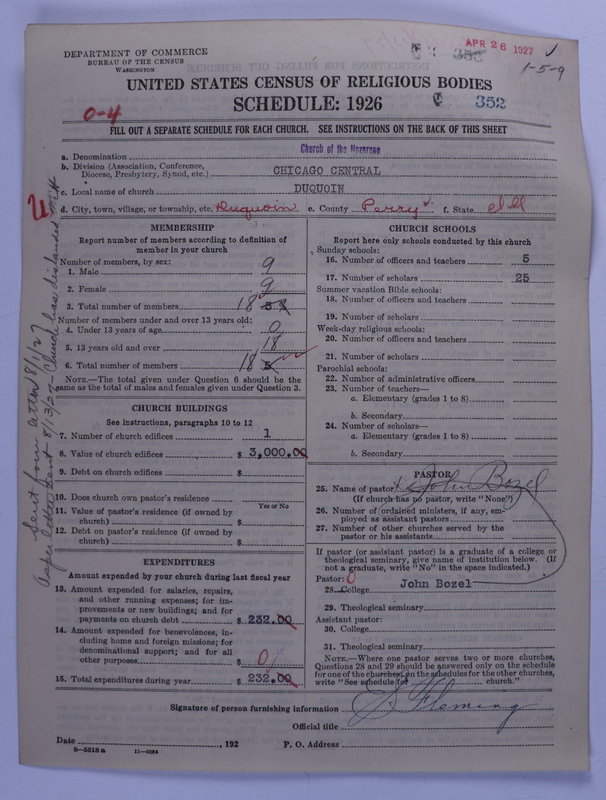 DEPARTMENT OF COMMERCE
BUREAU OF THE CENSUS
WASHINGTON
APR 26 1927
1-5-9
UNITED STATES CENSUS OF RELIGIOUS BODIES
SCHEDULE: 1926
352
0-4
FILL OUT A SEPARATE SCHEDULE FOR EACH CHURCH. SEE INSTRUCTIONS ON THE BACK OF THIS SHEET
a. Denomination Church of the Nazarene
b. Division (Association, Conference, Diocese, Presbytery, Synod, etc.) CHICAGO CENTRAL
c. Local name of church DUQUOIN
d. City, town, village, or township, etc. Duquoin e. County Perry f. State Ill
MEMBERSHIP
Report number of members according to definition of
member in your church
Number of members, by sex:
1. Male 9
2. Female 9
3. Total number of members 18
Number of members under and over 13 years old:
4. Under 13 years of age 0
5. 13 years old and over 18
6. Total number of members 18
NOTE.—The total given under Question 6 should be the
same as the total of males and females given under Question 3.
CHURCH BUILDINGS
See instructions, paragraphs 10 to 12
7. Number of church edifices 1
8. Value of church edifices $ 3,000.00
9. Debt on church edifices $
10. Does church own pastor's residence
Yes or No
11. Value of pastor's residence (if owned by
church) $
12. Debt on pastor's residence (if owned by
church) $
EXPENDITURES
Amount expended by your church during last fiscal year
13. Amount expended for salaries, repairs,
and other running expenses; for im-
provements or new buildings; and for
payments on church debt $ 232.00
14. Amount expended for benevolences, in-
cluding home and foreign missions; for
denominational support; and for all
other purposes $ 0
15. Total expenditures during year $ 232.00
CHURCH SCHOOLS
Report here only schools conducted by this church
Sunday schools:
16. Number of officers and teachers 5
17. Number of scholars 25
Summer vacation Bible schools:
18. Number of officers and teachers
19. Number of scholars
Week-day religious schools:
20. Number of officers and teachers
21. Number of scholars
Parochial schools:
22. Number of administrative officers
23. Number of teachers—
a. Elementary (grades 1 to 8)
b. Secondary
24. Number of scholars—
a. Elementary (grades 1 to 8)
b. Secondary
PASTOR
25. Name of pastor x John Bozel
(If church has no pastor, write "None")
26. Number of (ordained ministers, if any, em-
ployed as assistant pastors
27. Number of other churches served by the
pastor or his assistants
If pastor (or assistant pastor) is a graduate of a college or
theological seminary, give name of institution below. (If
not a graduate, write "No" in the space indicated.)
Pastor: 0
28. College John Bozel
29. Theological seminary
Assistant pastor:
30. College
31. Theological seminary
NOTE.—Where one pastor serves two or more churches,
Questions 28 and 29 should be answered only on the schedule
for one of the churches; on the schedules for the other churches,
write "See schedule for church."
Signature of person furnishing information S Fleming
Official title
Date , 192 P. O. Address
8—5518a 11—9034